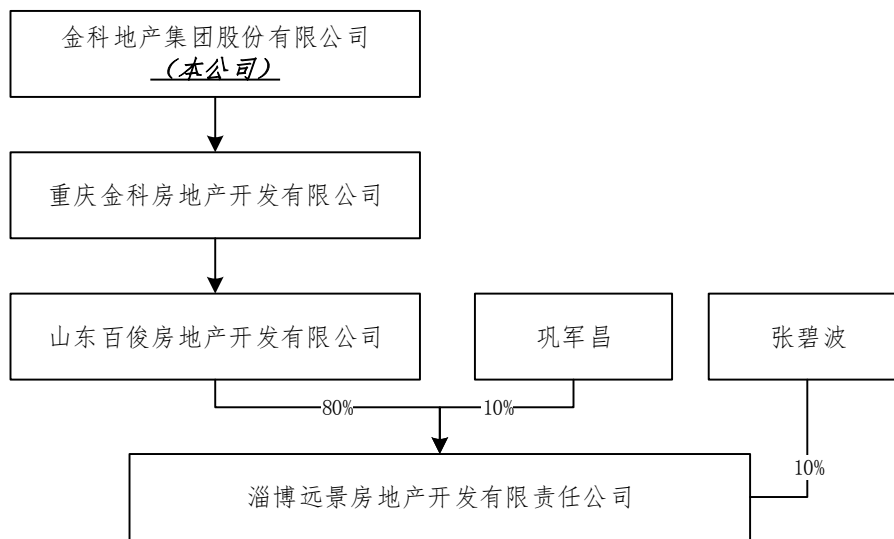 金科地产集团股份有限公司
（本公司）
重庆金科房地产开发有限公司
山东百俊房地产开发有限公司
巩军昌
张碧波
80%
10%
10%
淄博远景房地产开发有限责任公司